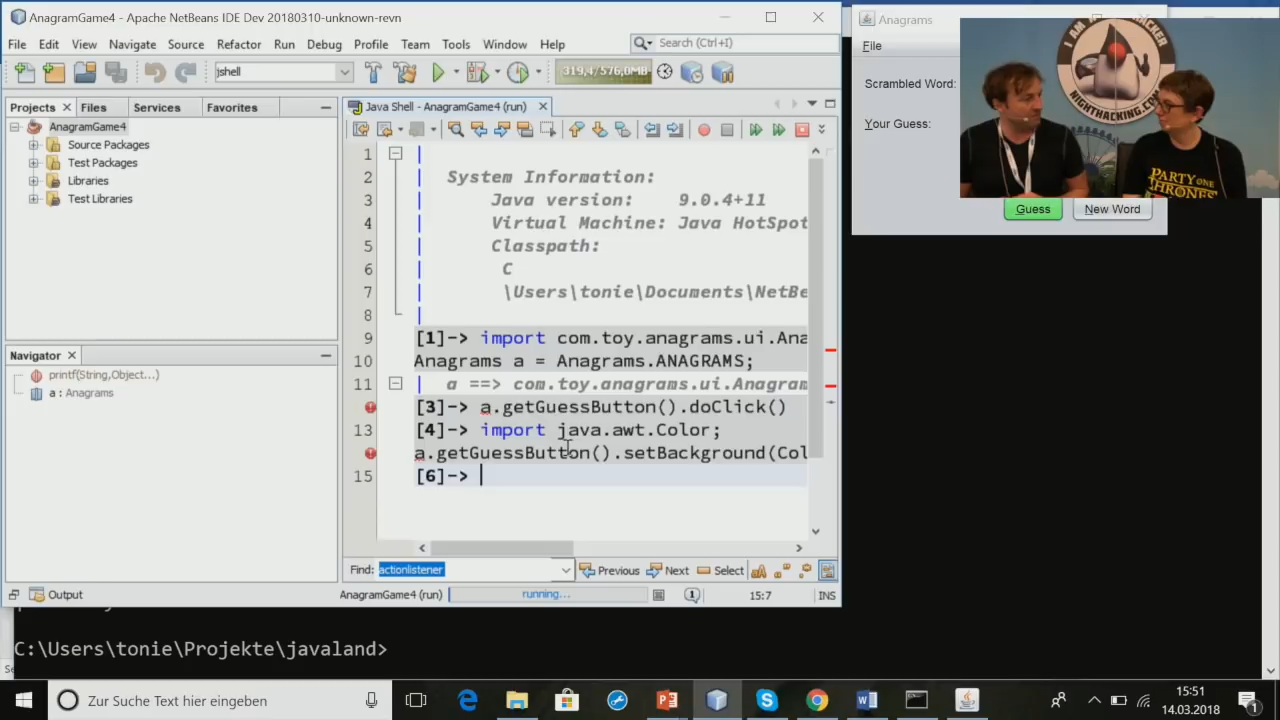 AnagramGame4 - Apache NetBeans IDE Dev 20180310-unknown-revn
File Edit View Navigate Source Refactor Run Debug Profile Team Tools Window Help
Search (Ctrl+I)
jshell
319,4/576,0MB
Projects Files Services Favorites
AnagramGame4
Source Packages
Test Packages
Libraries
Test Libraries
Navigator
printf(String,Object...)
a : Anagrams
Java Shell - AnagramGame4 (run)
1 |
2 | System Information:
3 | Java version: 9.0.4+11
4 | Virtual Machine: Java HotSpot
5 | Classpath:
6 | C
7 | \Users\tonie\Documents\NetBe
8 |
9 [1]-> import com.toy.anagrams.ui.Ana
10 Anagrams a = Anagrams.ANAGRAMS;
11 | a ==> com.toy.anagrams.ui.Anagram
[3]-> a.getGuessButton().doClick()
13 [4]-> import java.awt.Color;
a.getGuessButton().setBackground(Col
15 [6]->
Find: actionlistener Previous Next Select
Output
AnagramGame4 (run) running... 1 15:7 INS
Anagrams
File
Scrambled Word:
Your Guess:
Guess New Word
NIGHTHACKING.COM
PARTY ONE
THRONES
C:\Users\tonie\Projekte\javaland>
Zur Suche Text hier eingeben
15:51
14.03.2018
1